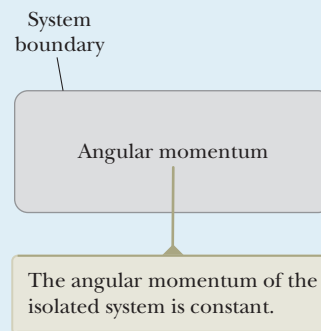 System
boundary
Angular momentum
The angular momentum of the
isolated system is constant.